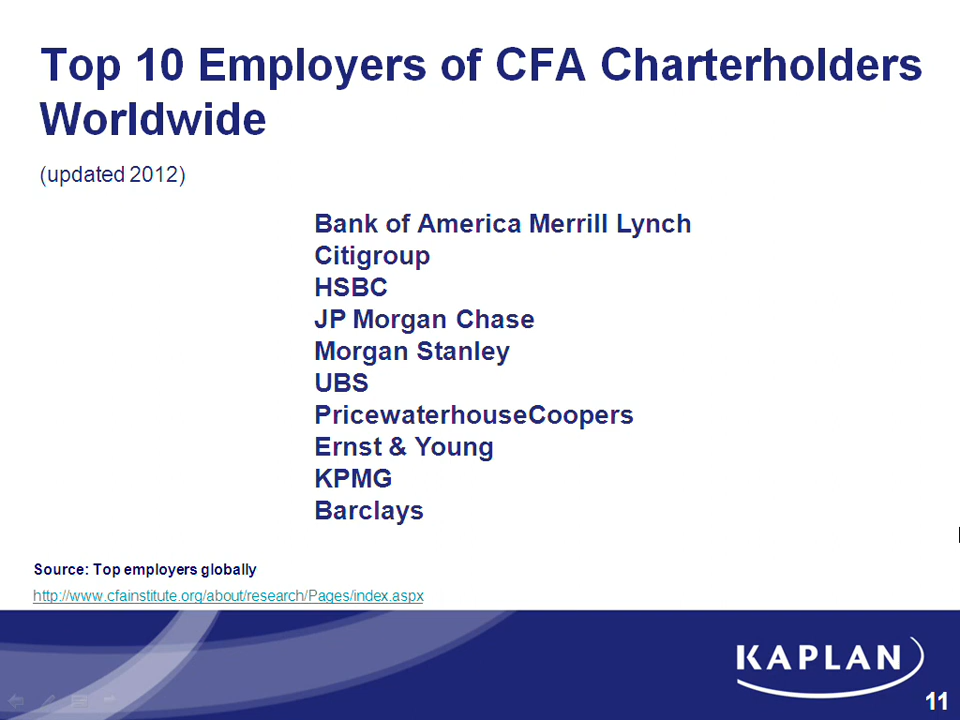 Top 10 Employers of CFA Charterholders
Worldwide
(updated 2012)
Bank of America Merrill Lynch
Citigroup
HSBC
JP Morgan Chase
Morgan Stanley
UBS
PricewaterhouseCoopers
Ernst & Young
KPMG
Barclays
Source: Top employers globally
http://www.cfainstitute.org/about/research/Pages/index.aspx
KAPLAN
11